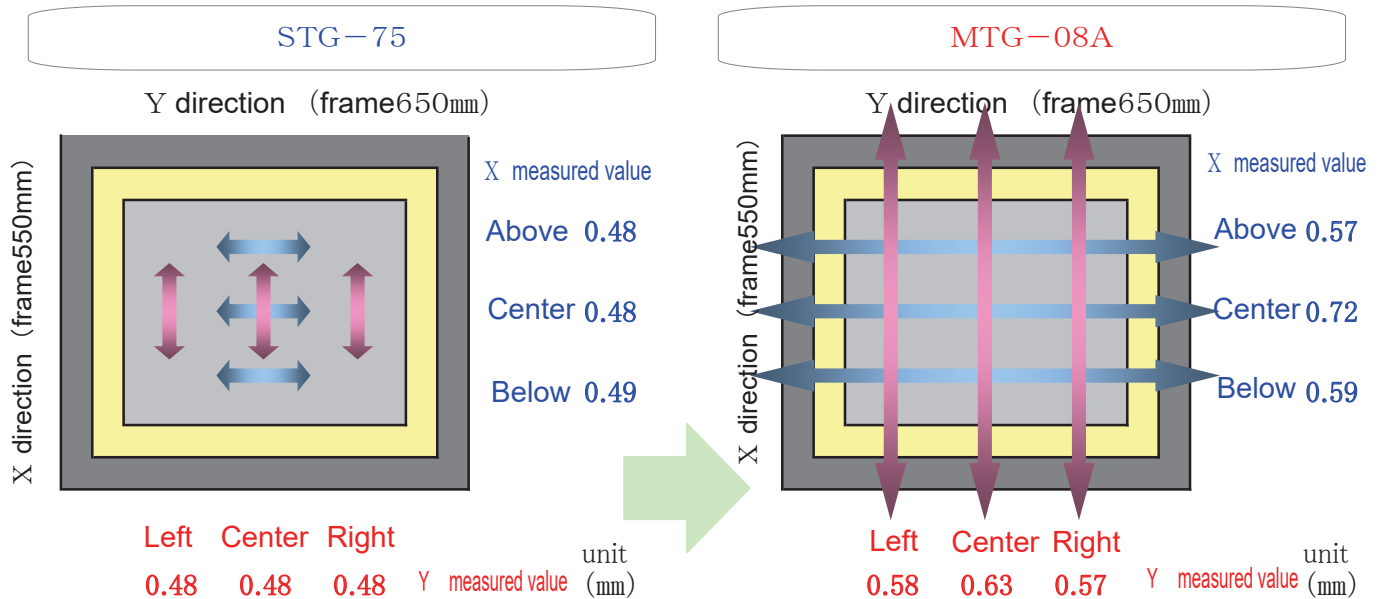 STG－75
Y direction （frame650㎜）
X direction （frame550mm）
X measured value
Above 0.48
Center 0.48
Below 0.49
Left Center Right
0.48 0.48 0.48
Y measured value
unit
（㎜）
MTG－08A
Y direction （frame650㎜）
X direction （frame550mm）
X measured value
Above 0.57
Center 0.72
Below 0.59
Left Center Right
0.58 0.63 0.57
Y measured value
unit
（㎜）